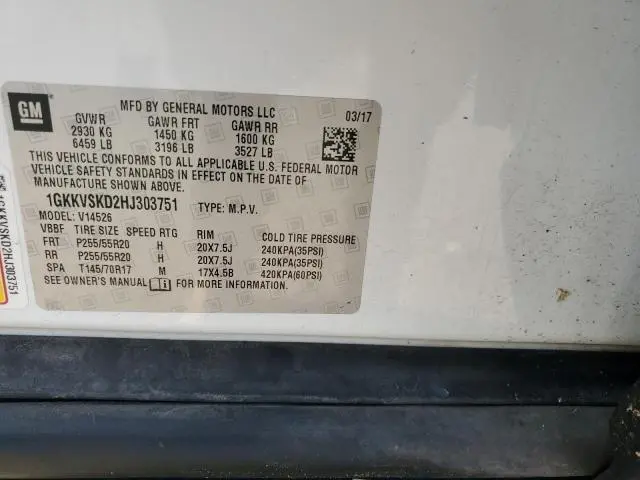 GM
MFD BY GENERAL MOTORS LLC
03/17
GVWR GAWR FRT GAWR RR
2930 KG 1450 KG 1600 KG
6459 LB 3196 LB 3527 LB
THIS VEHICLE CONFORMS TO ALL APPLICABLE U.S. FEDERAL MOTOR
VEHICLE SAFETY STANDARDS IN EFFECT ON THE DATE OF
MANUFACTURE SHOWN ABOVE.
1GKKVSKD2HJ303751 TYPE: M.P.V.
MODEL: V14526
VBBF TIRE SIZE SPEED RTG RIM COLD TIRE PRESSURE
FRT P255/55R20 H 20X7.5J 240KPA(35PSI)
RR P255/55R20 H 20X7.5J 240KPA(35PSI)
SPA T145/70R17 M 17X4.5B 420KPA(60PSI)
SEE OWNER'S MANUAL FOR MORE INFORMATION.
1GKKVSKD2HJ303751